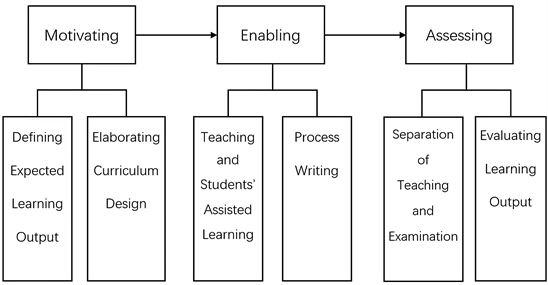 Motivating
Enabling
Assessing
Defining
Expected
Learning
Output
Elaborating
Curriculum
Design
Teaching
and
Students’
Assisted
Learning
Process
Writing
Separation
of
Teaching
and
Examination
Evaluating
Learning
Output